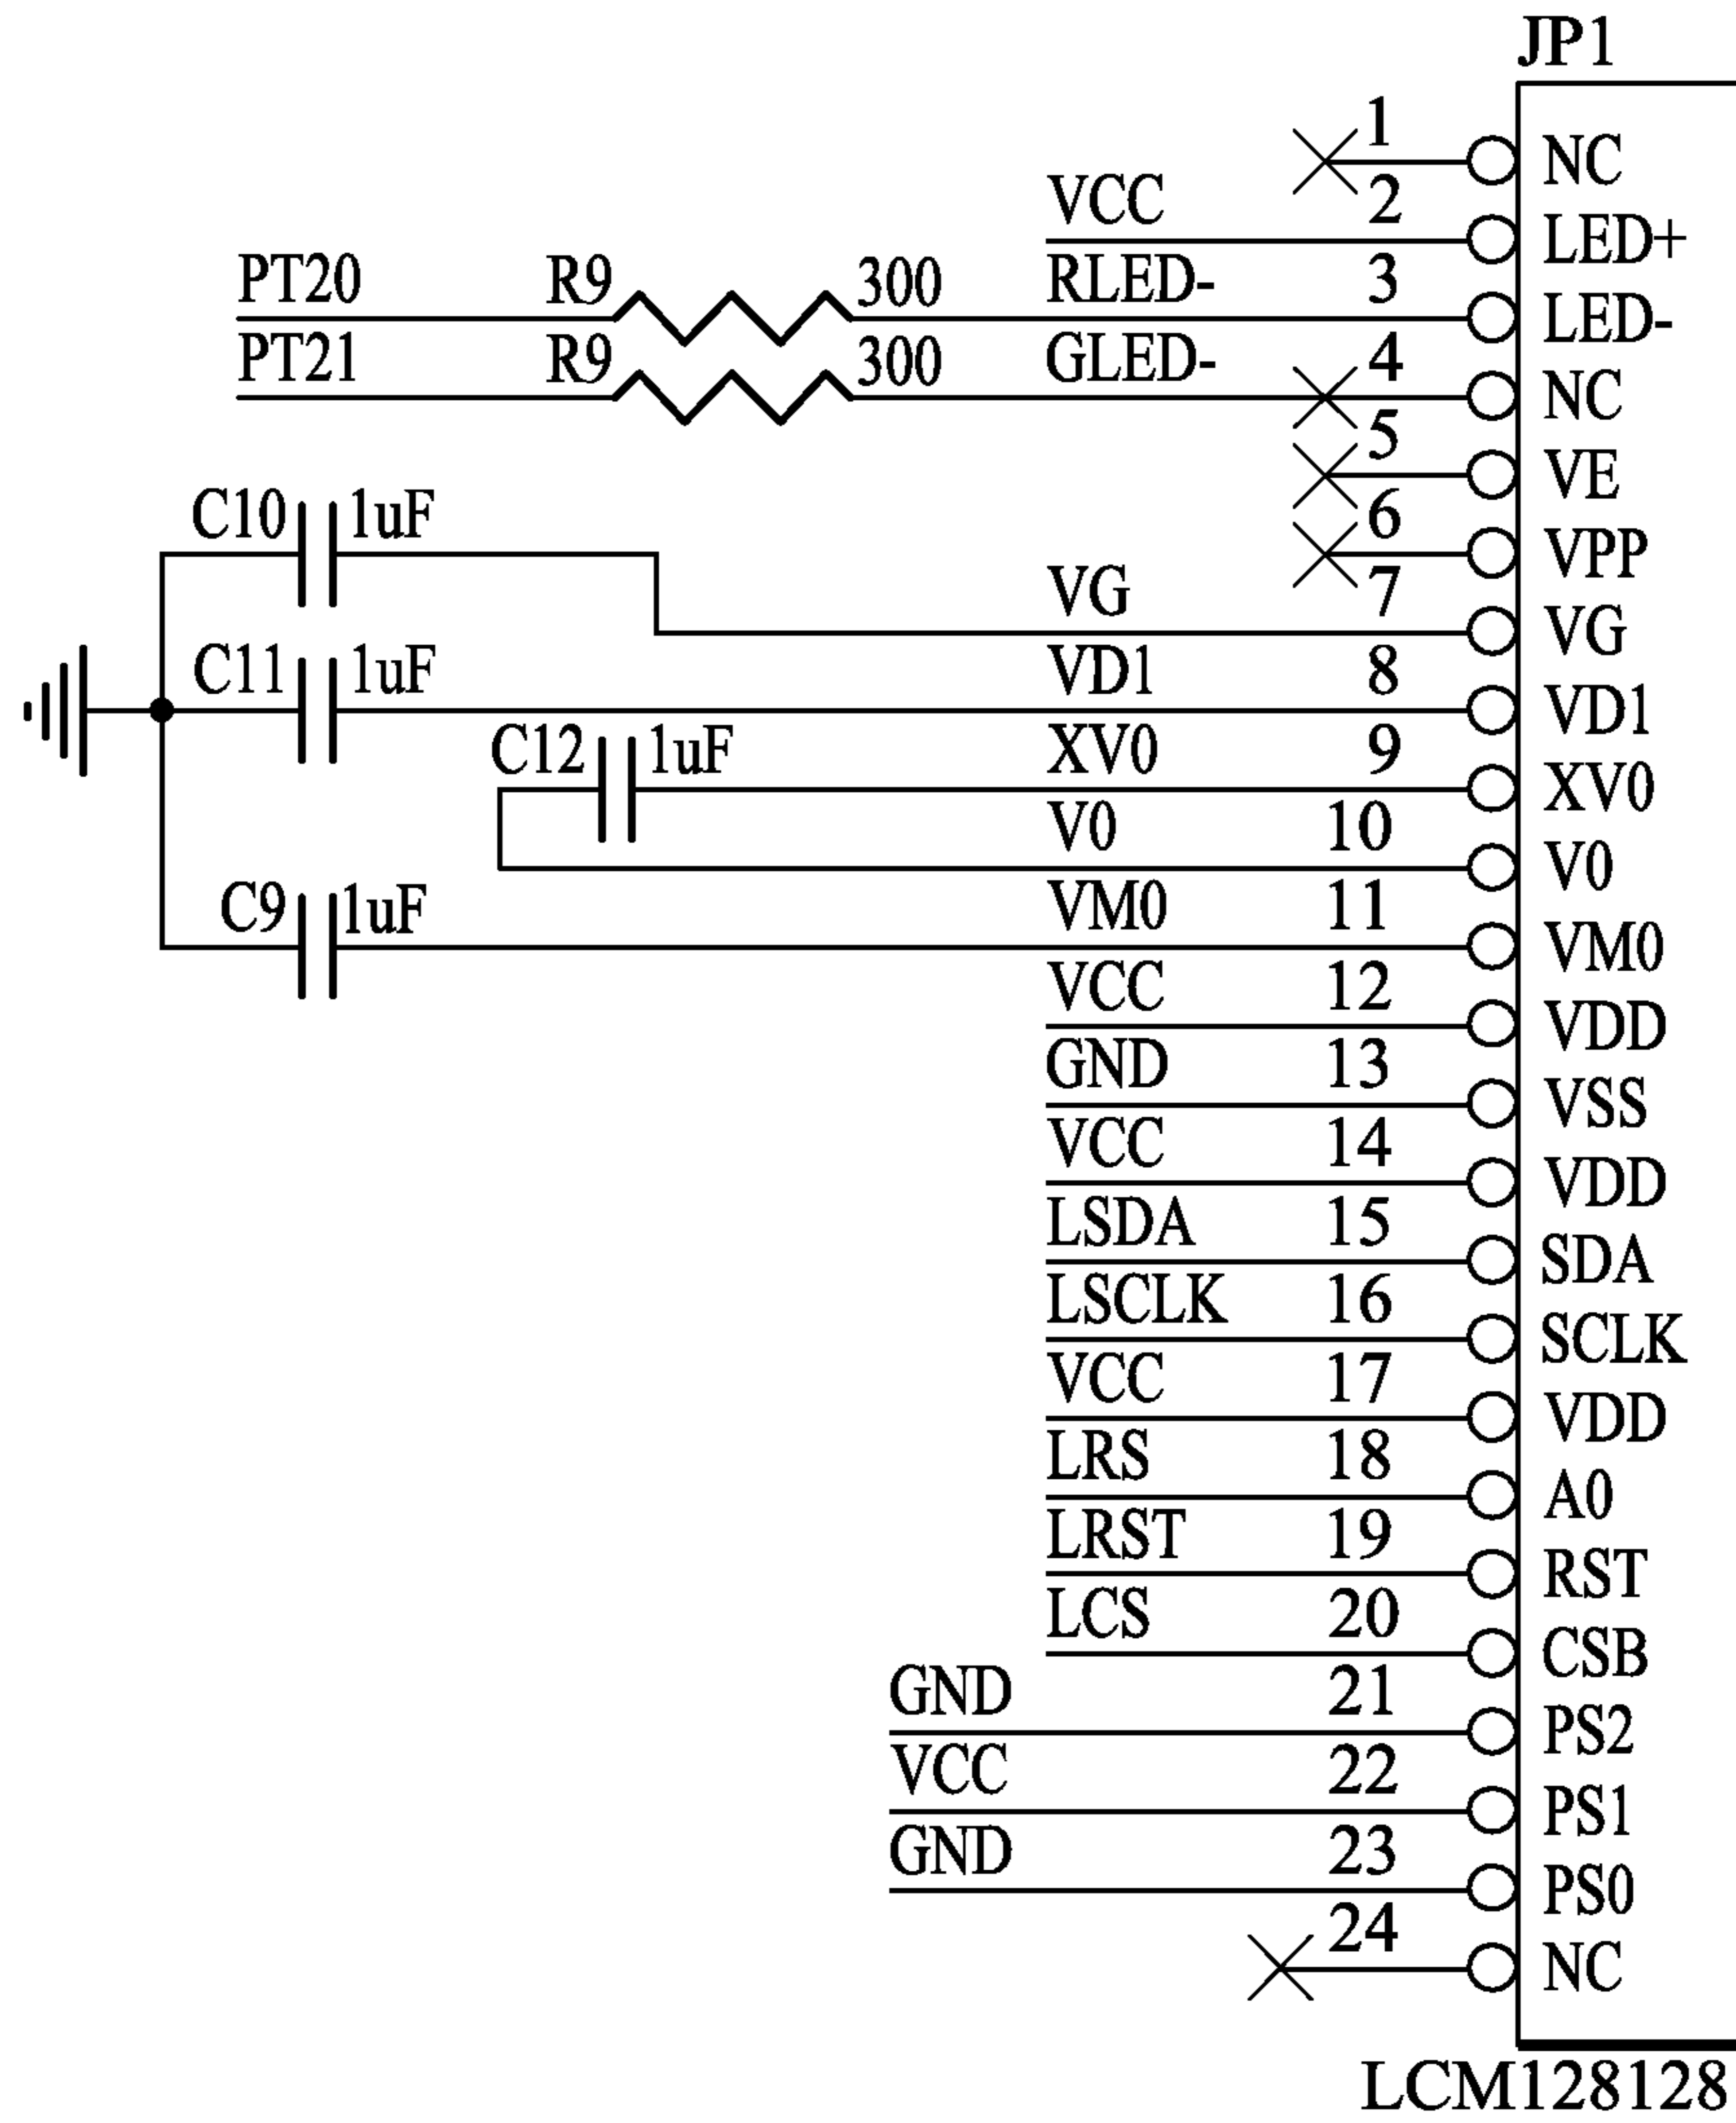 JP1
1 NC
VCC 2 LED+
PT20 R9 300 RLED- 3 LED-
PT21 R9 300 GLED- 4 NC
5 VE
C10 1uF 6 VPP
VG 7 VG
C11 1uF VD1 8 VD1
C12 1uF XV0 9 XV0
V0 10 V0
C9 1uF VM0 11 VM0
VCC 12 VDD
GND 13 VSS
VCC 14 VDD
LSDA 15 SDA
LSCLK 16 SCLK
VCC 17 VDD
LRS 18 A0
LRST 19 RST
LCS 20 CSB
GND 21 PS2
VCC 22 PS1
GND 23 PS0
24 NC
LCM128128